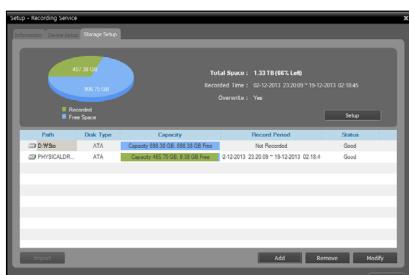 Setup - Recording Service
x
Information Device Setup Storage Setup
457.38 GB
906.75 GB
Recorded
Free Space
Total Space : 1.33 TB (66% Left)
Recorded Time : 02-12-2013 23:20:09 ~ 19-12-2013 02:18:45
Overwrite : Yes
Setup
Path Disk Type Capacity Record Period Status
ATA Capacity 898.38 GB; 898.38 GB Free Not Recorded Good
PHYSICALDR... ATA Capacity 465.75 GB; 8.38 GB Free 2-12-2013 23:20:09 ~ 19-12-2013 02:18:4 Good
Import Add Remove Modify